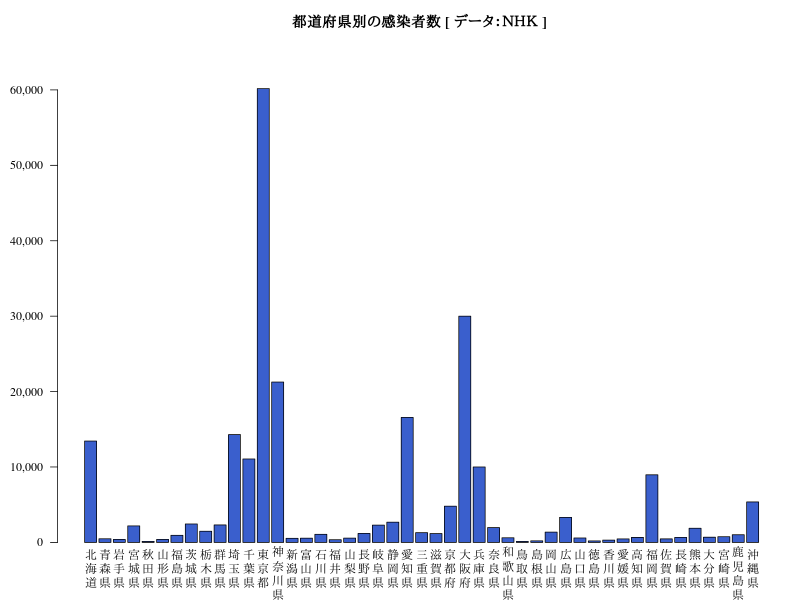 都道府県別の感染者数 [ データ：NHK ]
60,000
50,000
40,000
30,000
20,000
10,000
0
北海道
青森県
岩手県
宮城県
秋田県
山形県
福島県
茨城県
栃木県
群馬県
埼玉県
千葉県
東京都
神奈川県
新潟県
富山県
石川県
福井県
山梨県
長野県
岐阜県
静岡県
愛知県
三重県
滋賀県
京都府
大阪府
兵庫県
奈良県
和歌山県
鳥取県
島根県
岡山県
広島県
山口県
徳島県
香川県
愛媛県
高知県
福岡県
佐賀県
長崎県
熊本県
大分県
宮崎県
鹿児島県
沖縄県